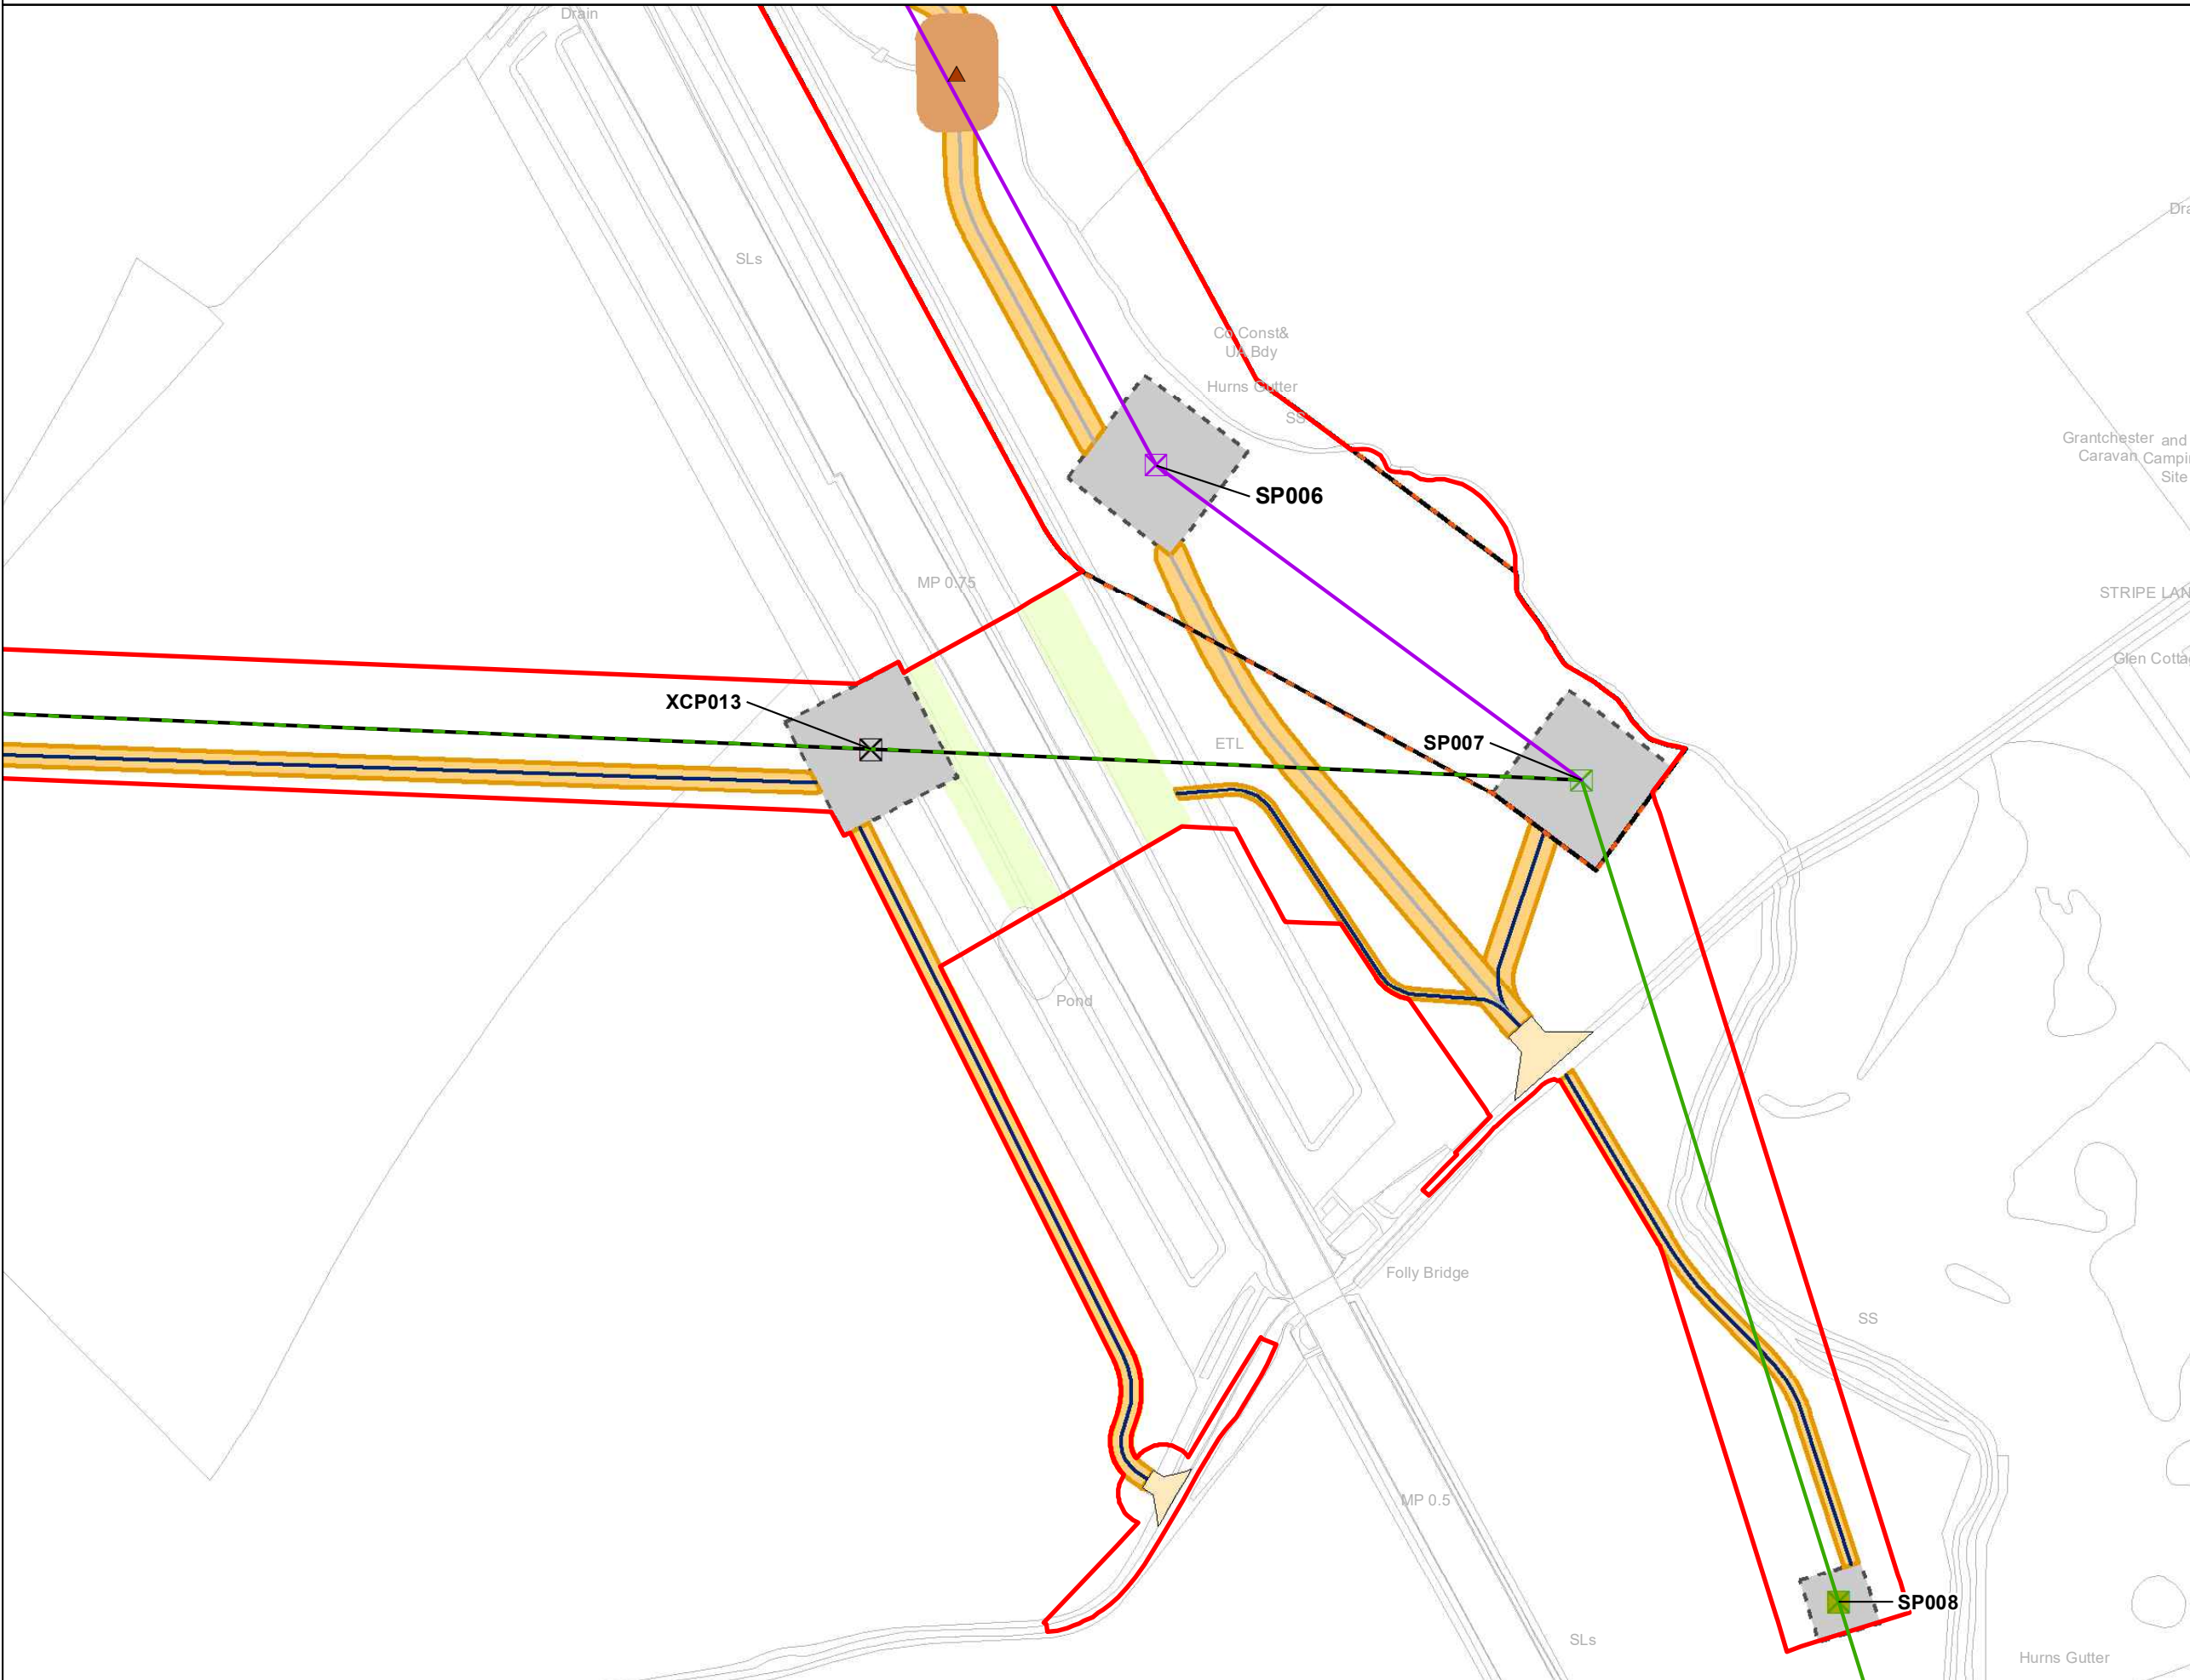 Drain
SLs
Co Const&
UA Bdy
Hurns Gutter
SS
Grantchester and
Caravan
Site
SP006
MP 0.75
STRIPE LAN
Glen Cotta
XCP013
ETL
SP007
Pond
Folly Bridge
SS
MP 0.5
SP008
SLs
Hurns Gutter